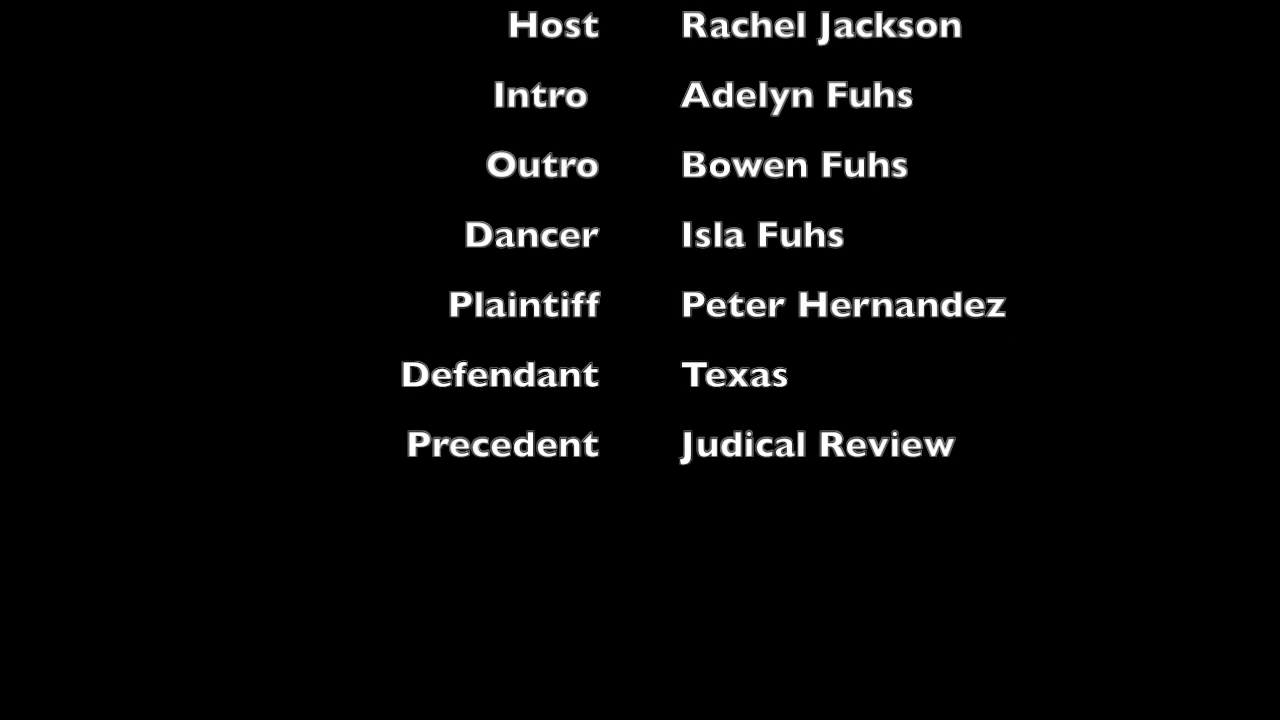 Host Rachel Jackson
Intro Adelyn Fuhs
Outro Bowen Fuhs
Dancer Isla Fuhs
Plaintiff Peter Hernandez
Defendant Texas
Precedent Judical Review